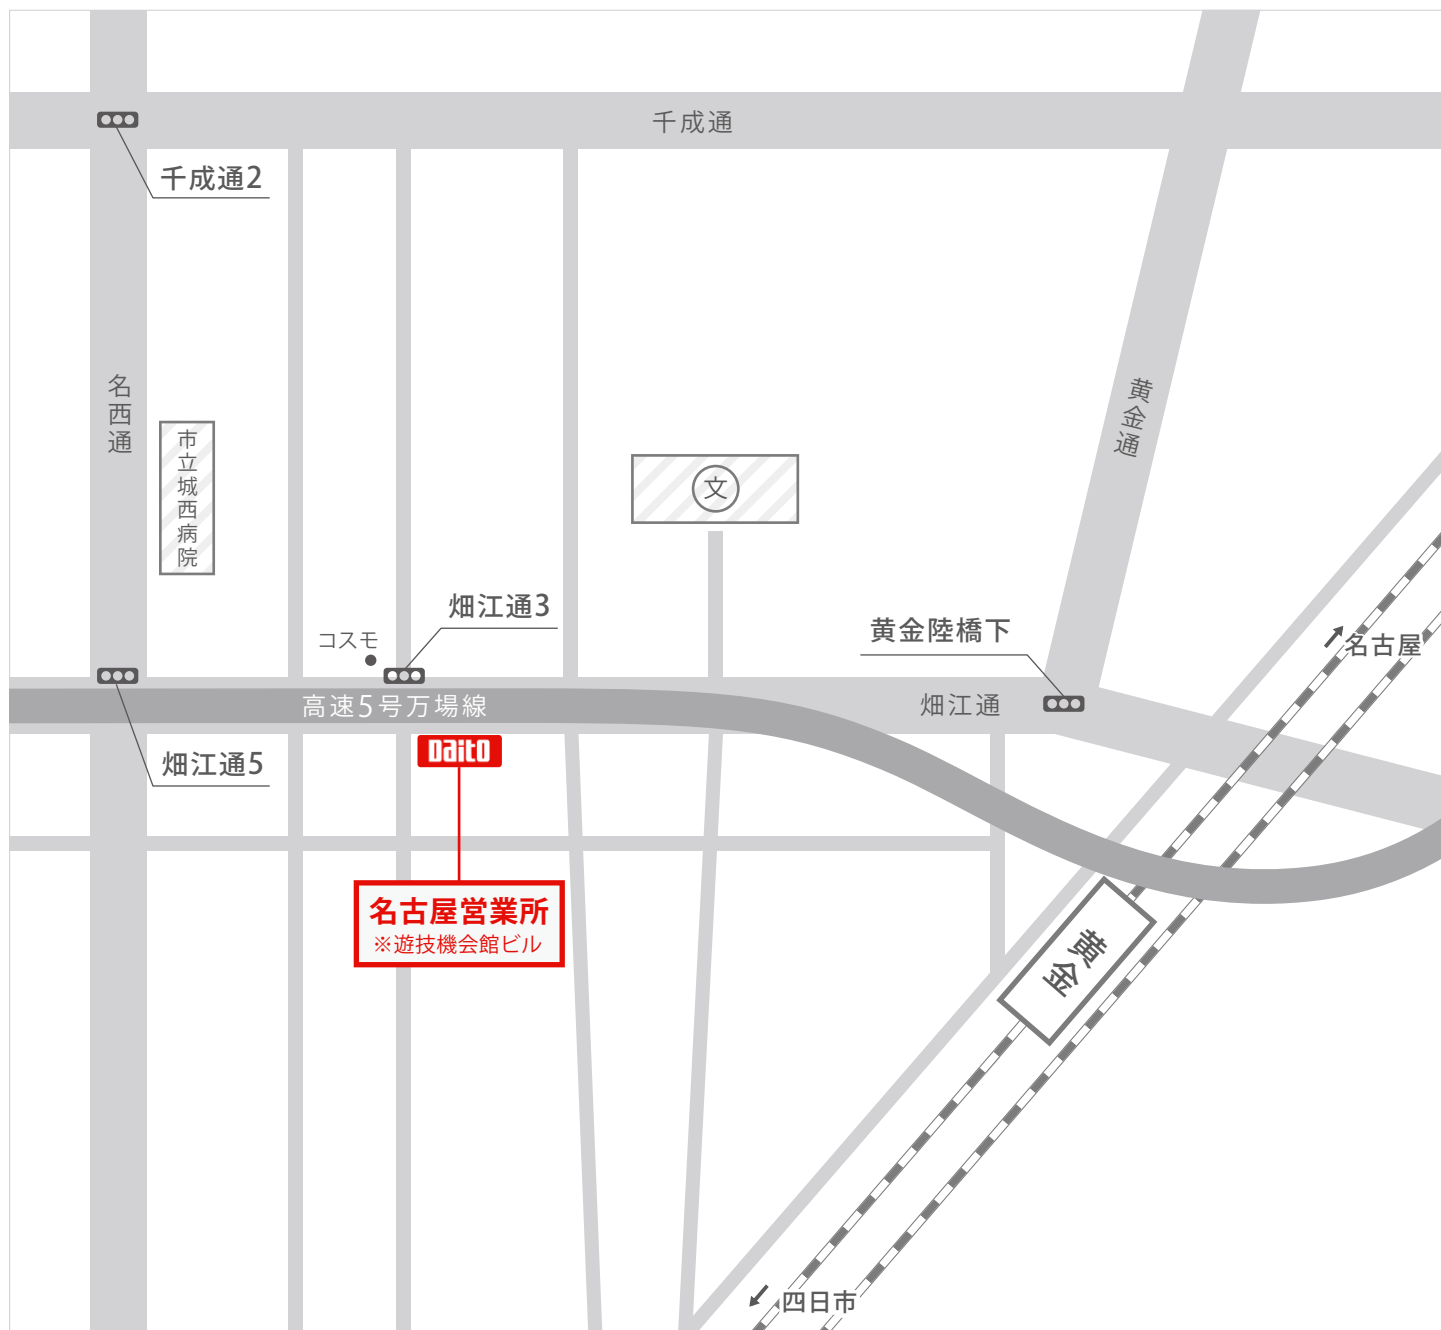 千成通
千成通2
名西通
黄金通
市立城西病院
文
畑江通3
コスモ
黄金陸橋下
名古屋
高速5号万場線
畑江通
Daito
畑江通5
名古屋営業所
※遊技機会館ビル
黄金
四日市